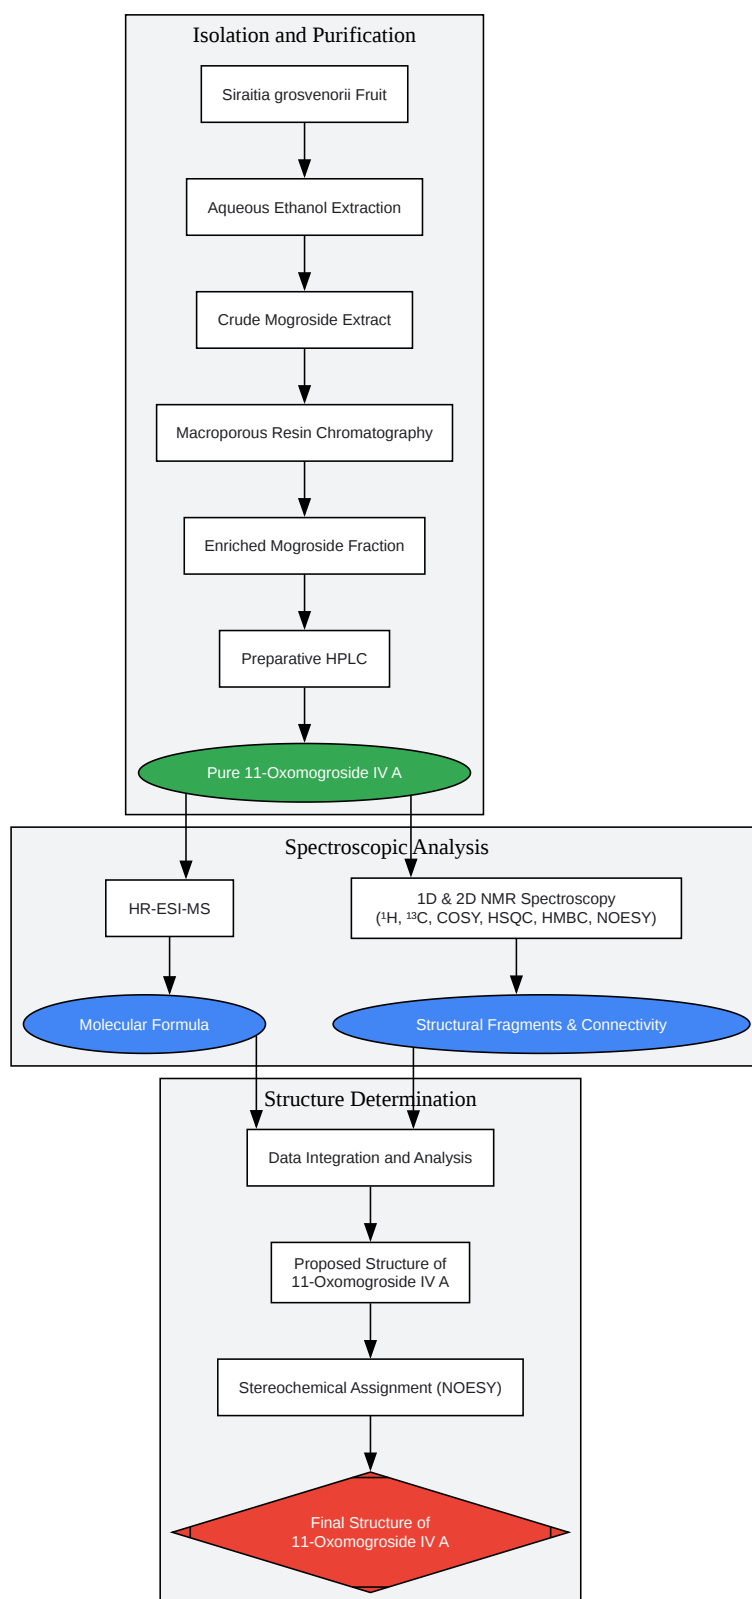 Isolation and Purification
Siraitia grosvenorii Fruit
Aqueous Ethanol Extraction
Crude Mogroside Extract
Macroporous Resin Chromatography
Enriched Mogroside Fraction
Preparative HPLC
Pure 11-Oxomogroside IV A
Spectroscopic Analysis
HR-ESI-MS
1D & 2D NMR Spectroscopy
(¹H, ¹³C, COSY, HSQC, HMBC, NOESY)
Molecular Formula
Structural Fragments & Connectivity
Structure Determination
Data Integration and Analysis
Proposed Structure of
11-Oxomogroside IV A
Stereochemical Assignment (NOESY)
Final Structure of
11-Oxomogroside IV A